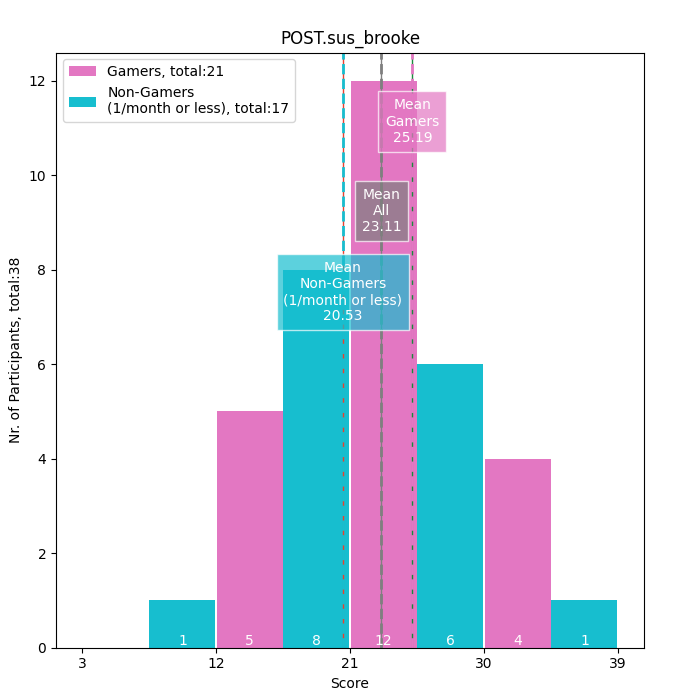 POST.sus_brooke
Gamers, total:21
Non-Gamers
(1/month or less), total:17
Mean
Gamers
25.19
Mean
All
23.11
Mean
Non-Gamers
(1/month or less)
20.53
Nr. of Participants, total:38
12
10
8
6
4
2
0
1
5
8
12
6
4
1
3
12
21
30
39
Score